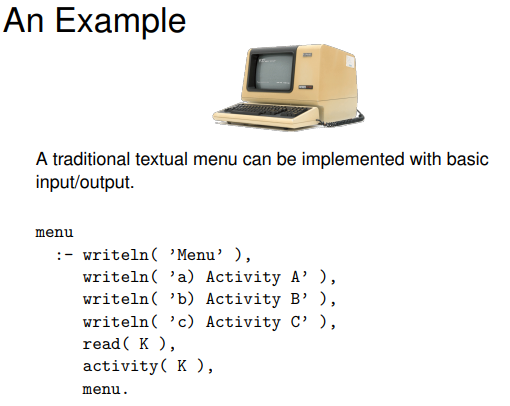 An Example
A traditional textual menu can be implemented with basic
input/output.
menu
:- writeln( ’Menu’ ),
writeln( ’a) Activity A’ ),
writeln( ’b) Activity B’ ),
writeln( ’c) Activity C’ ),
read( K ),
activity( K ),
menu.